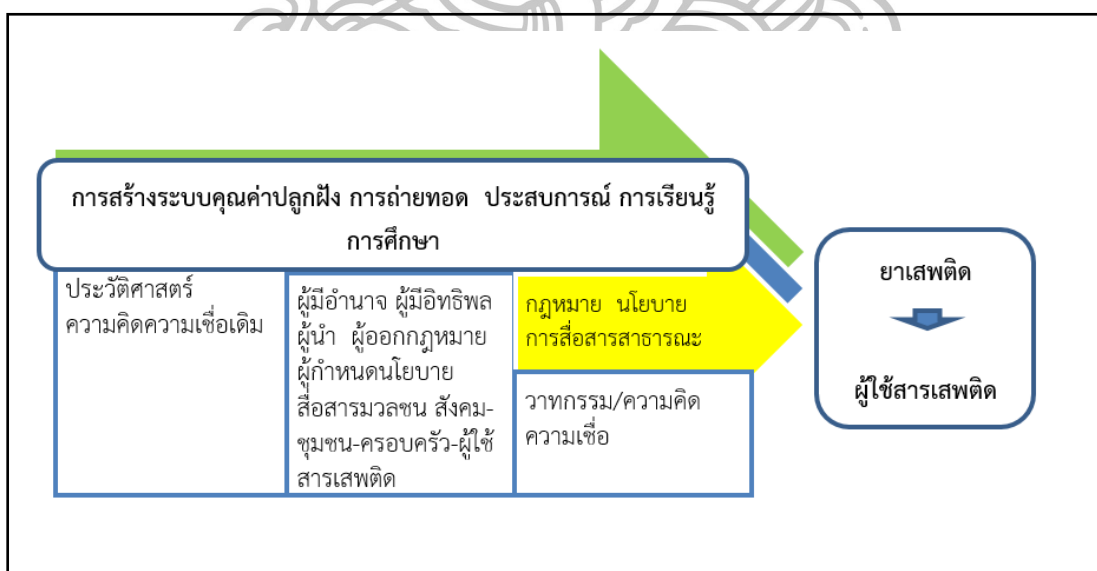 การสร้างระบบคุณค่าปลูกฝัง การถ่ายทอด ประสบการณ์ การเรียนรู้
การศึกษา
ประวัติศาสตร์
ความคิดความเชื่อเดิม
ผู้มีอำนาจ ผู้มีอิทธิพล
ผู้นำ ผู้ออกกฎหมาย
ผู้กำหนดนโยบาย
สื่อสารมวลชน สังคม-
ชุมชน-ครอบครัว-ผู้ใช้
สารเสพติด
กฎหมาย นโยบาย
การสื่อสารสาธารณะ
วาทกรรม/ความคิด
ความเชื่อ
ยาเสพติด
ผู้ใช้สารเสพติด